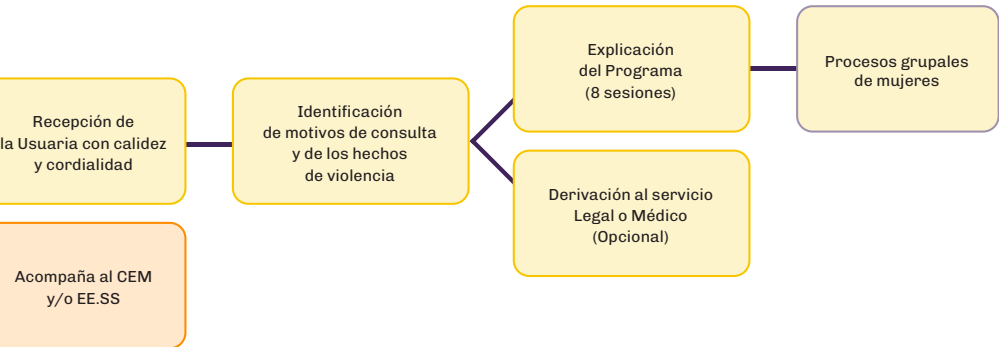 Recepción de
la Usuaria con calidez
y cordialidad
Identificación
de motivos de consulta
y de los hechos
de violencia
Explicación
del Programa
(8 sesiones)
Procesos grupales
de mujeres
Derivación al servicio
Legal o Médico
(Opcional)
Acompaña al CEM
y/o EE.SS